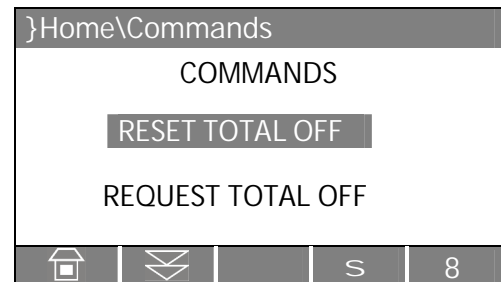 }Home\Commands
COMMANDS
RESET TOTAL OFF
REQUEST TOTAL OFF
s 8